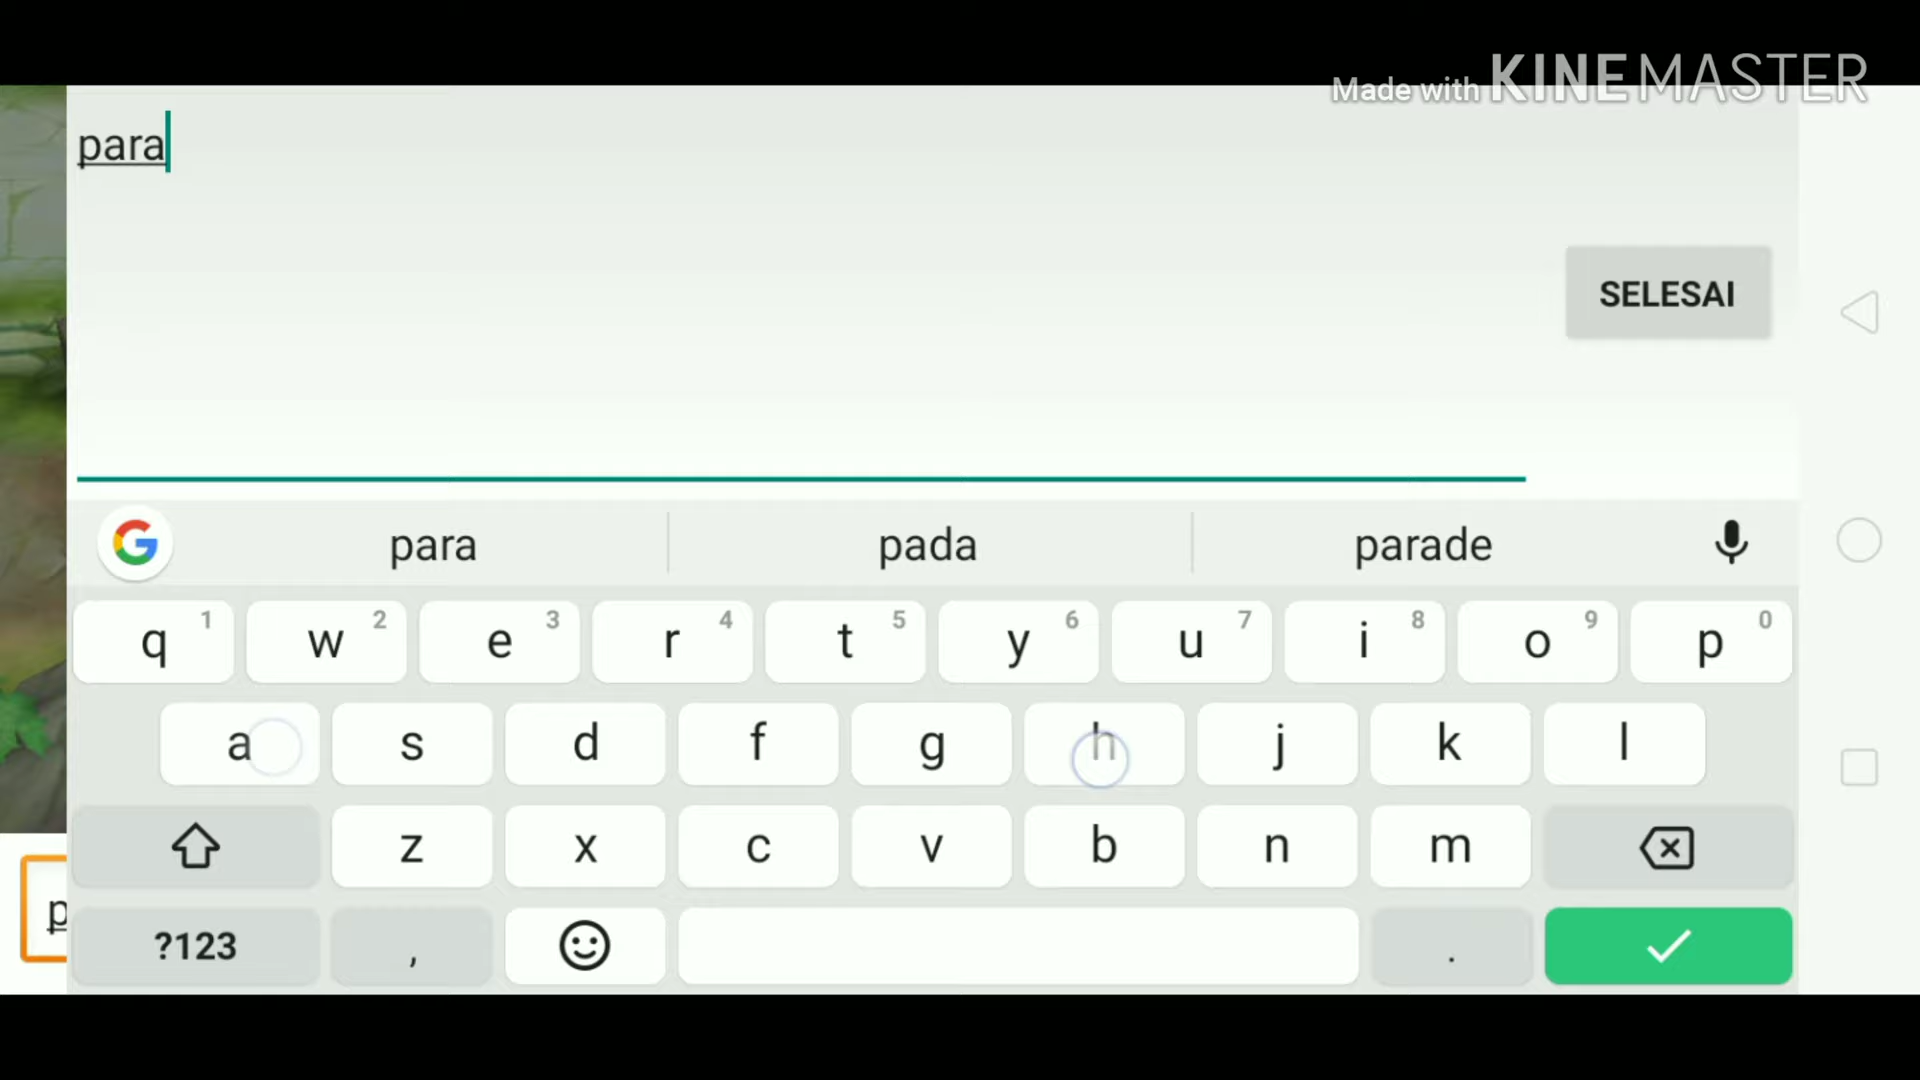 Made with KINEMASTER
para
SELESAI
G para pada parade
q 1 w 2 e 3 r 4 t 5 y 6 u 7 i 8 o 9 p 0
a s d f g h j k l
z x c v b n m
p ?123 , .